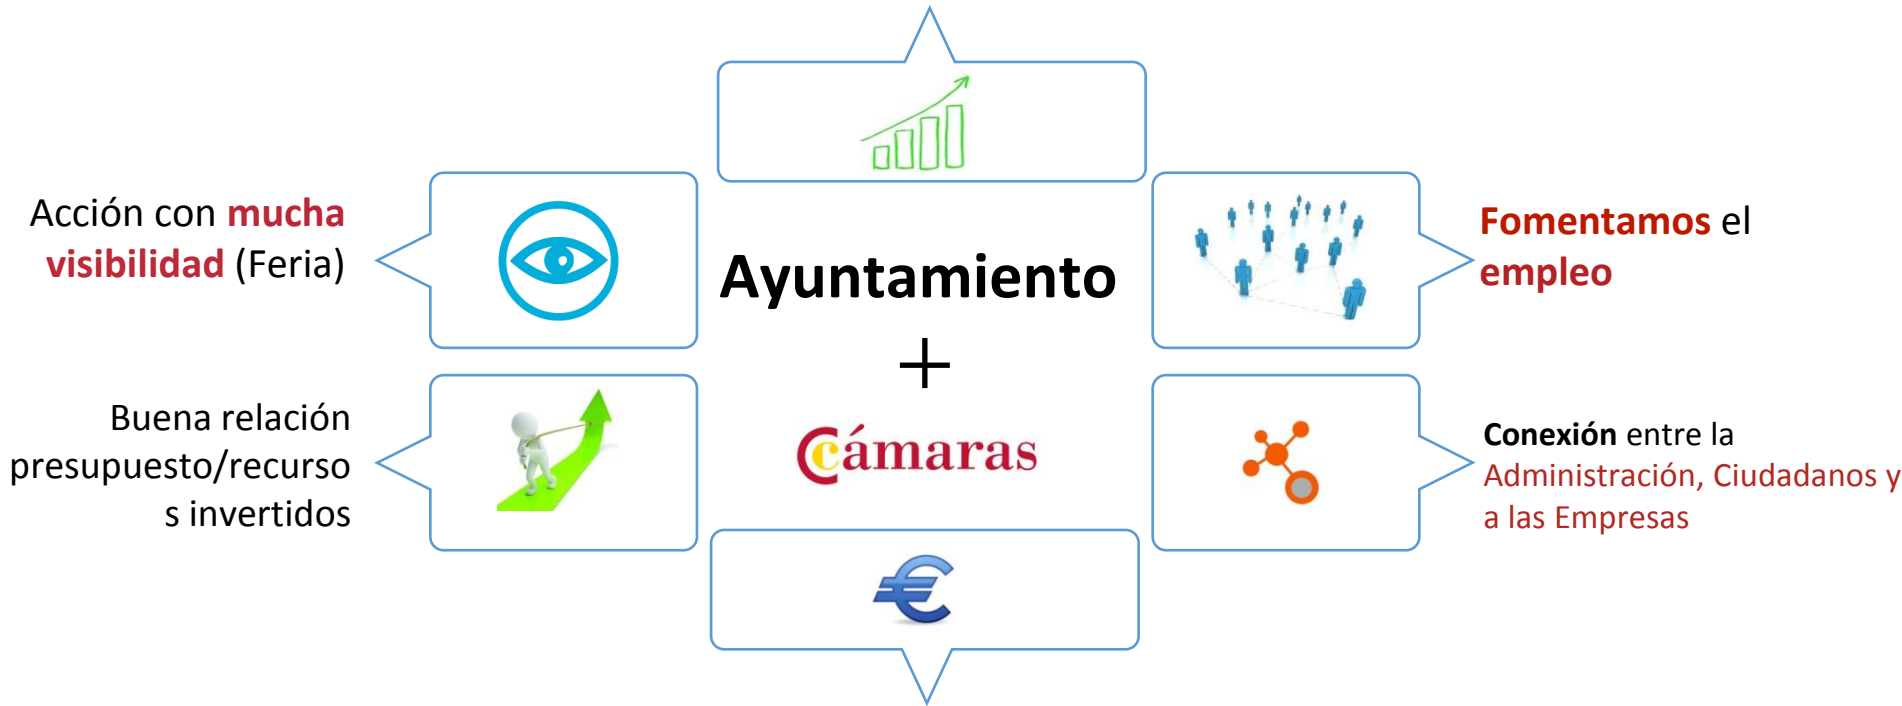 Acción con mucha
visibilidad (Feria)
Fomentamos el
empleo
Ayuntamiento
+
Cámaras
Buena relación
presupuesto/recurso
s invertidos
Conexión entre la
Administración, Ciudadanos y
a las Empresas
€